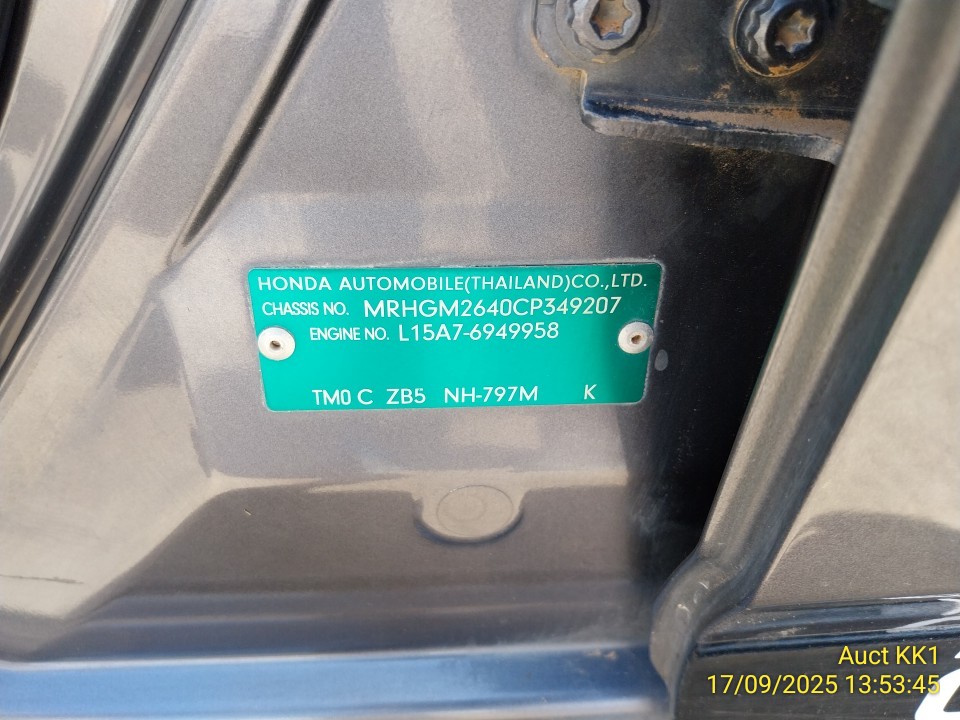 HONDA AUTOMOBILE(THAILAND)CO.,LTD.
CHASSIS NO. MRHGM2640CP349207
ENGINE NO. L15A7-6949958
TM0 C ZB5 NH-797M K
Auct KK1
17/09/2025 13:53:45